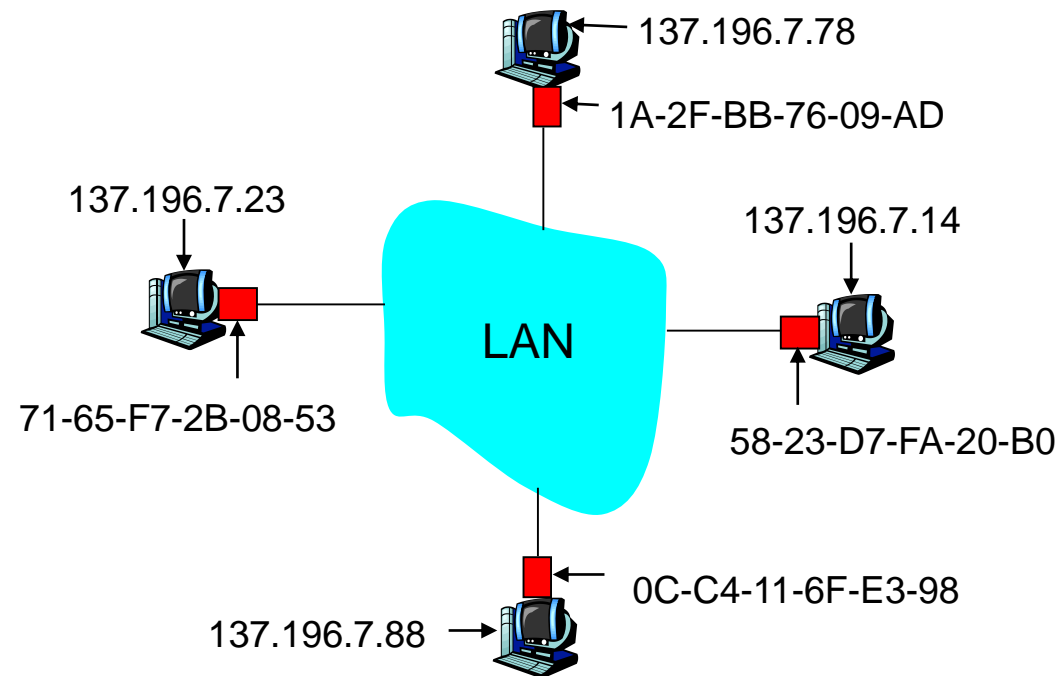 137.196.7.78
1A-2F-BB-76-09-AD
137.196.7.23
137.196.7.14
LAN
71-65-F7-2B-08-53
58-23-D7-FA-20-B0
0C-C4-11-6F-E3-98
137.196.7.88